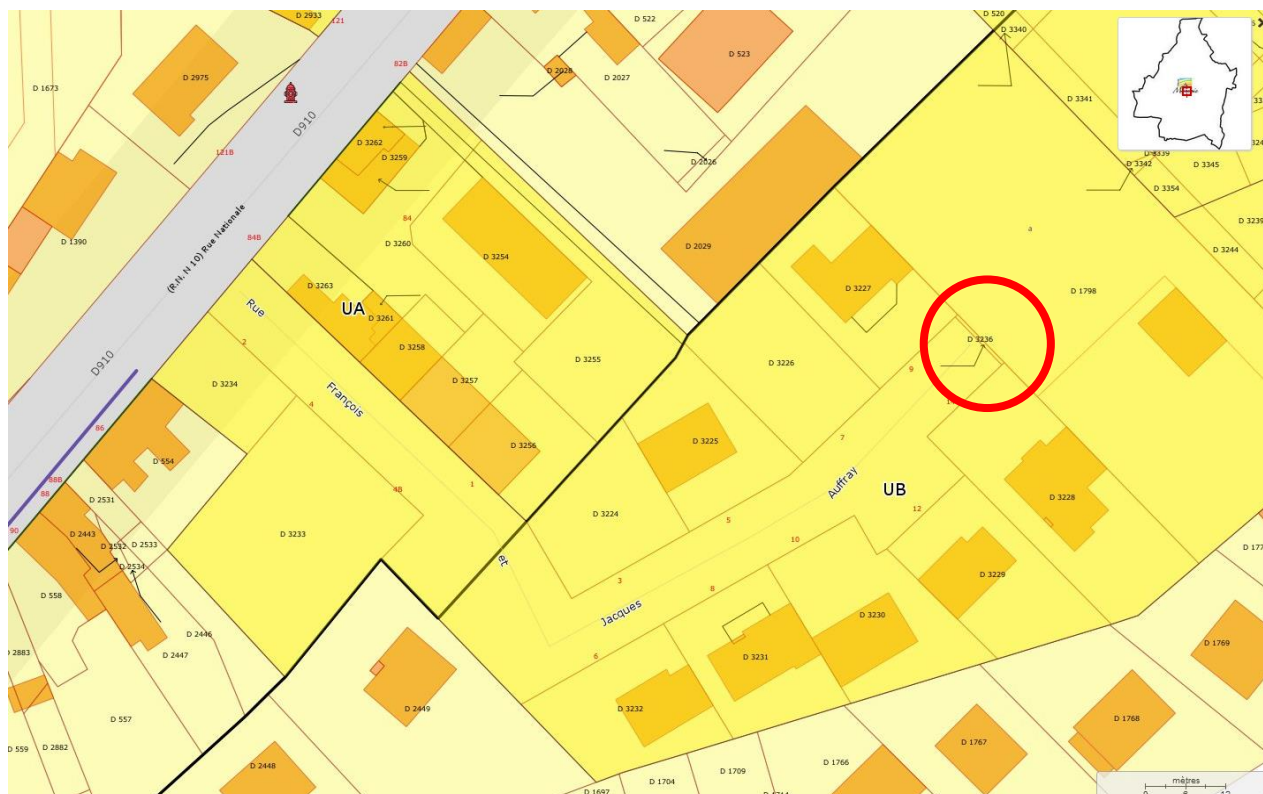 D 2933
121
D 522
D 520
D 3340
D 2975
82B
D 2028
D 2027
D 523
D 1673
D910
D 3341
D 3262
D 3259
121B
D 2026
D 3339
D 3342
D 3345
D 3354
D 1390
(R.N. N 10) Rue Nationale
84B
84
D 3260
D 3254
D 2029
a
D 3239
D 3244
D 3263
D 3227
D 1798
Rue
UA
D 3261
2
D 3258
D 3236
D910
D 3255
D 3226
D 3234
François
D 3257
9
4
86
D 3225
7
D 554
D 3256
88B
88
4B
1
Auffray
UB
D 3228
D 2531
90
D 2443
D 2532
D 2533
D 3233
D 3224
5
12
D 2534
et
10
D 3229
D 558
3
8
D 2446
Jacques
D 3230
D 2883
D 2447
6
D 3231
D 1769
D 557
D 2449
D 3232
D 1768
D 559
D 2882
D 2448
D 1767
D 1766
D 1704
D 1709
D 1697
mètres
0 6 12